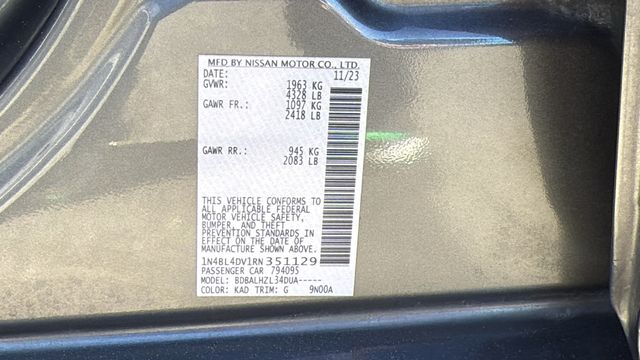 MFD BY NISSAN MOTOR CO., LTD.
DATE: 11/23
GVWR: 1963 KG
4328 LB
GAWR FR.: 1097 KG
2418 LB
GAWR RR.: 945 KG
2083 LB
THIS VEHICLE CONFORMS TO
ALL APPLICABLE FEDERAL
MOTOR VEHICLE SAFETY,
BUMPER, AND THEFT
PREVENTION STANDARDS IN
EFFECT ON THE DATE OF
MANUFACTURE SHOWN ABOVE.
1N4BL4DV1RN351129
PASSENGER CAR 794095
MODEL: BDBALHZL34DUA-----
COLOR: KAD TRIM: G 9N00A